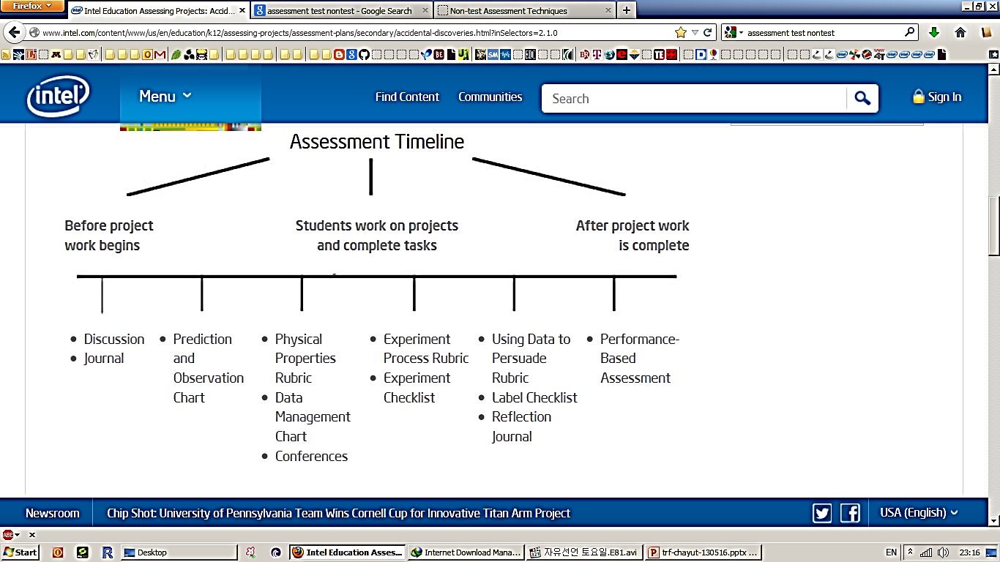 Firefox
Intel Education Assessing Projects: Accid...
assessment test nontest - Google Search
Non-test Assessment Techniques
www.intel.com/content/www/us/en/education/k12/assessing-projects/assessment-plans/secondary/accidental-discoveries.html?inSelectors=2.1.0
assessment test nontest
intel
Menu
Find Content
Communities
Search
Sign In
Assessment Timeline
Before project
work begins
Students work on projects
and complete tasks
After project work
is complete
• Discussion
• Journal
• Prediction
and
Observation
Chart
• Physical
Properties
Rubric
• Data
Management
Chart
• Conferences
• Experiment
Process Rubric
• Experiment
Checklist
• Using Data to
Persuade
Rubric
• Label Checklist
• Reflection
Journal
• Performance-
Based
Assessment
Newsroom
Chip Shot: University of Pennsylvania Team Wins Cornell Cup for Innovative Titan Arm Project
USA (English)
ABE
Start
Desktop
Intel Education Asses...
Internet Download Mana...
자유선언 토요일.E81.avi
trf-chayut-130516.pptx ...
EN
23:16